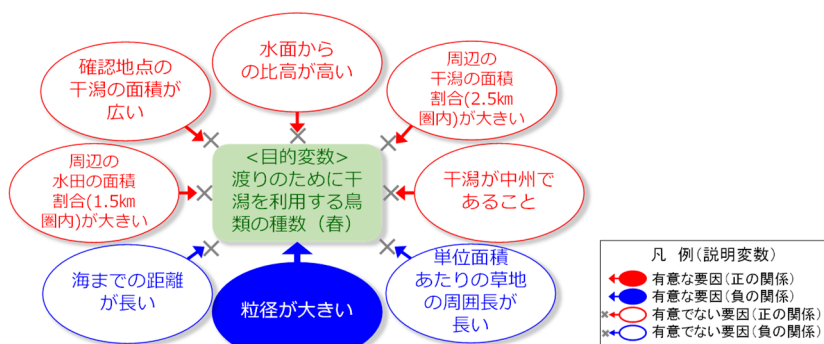 水面から
の比高が高い
確認地点の
干潟の面積が
広い
周辺の
干潟の面積
割合(2.5km
圏内)が大きい
<目的変数>
渡りのために干
潟を利用する鳥
類の種数（春）
周辺の
水田の面積
割合(1.5km
圏内)が大きい
干潟が中州で
あること
海までの距離
が長い
粒径が大きい
単位面積
あたりの草地
の周囲長が
長い
凡 例(説明変数)
有意な要因(正の関係)
有意な要因(負の関係)
有意でない要因(正の関係)
有意でない要因(負の関係)